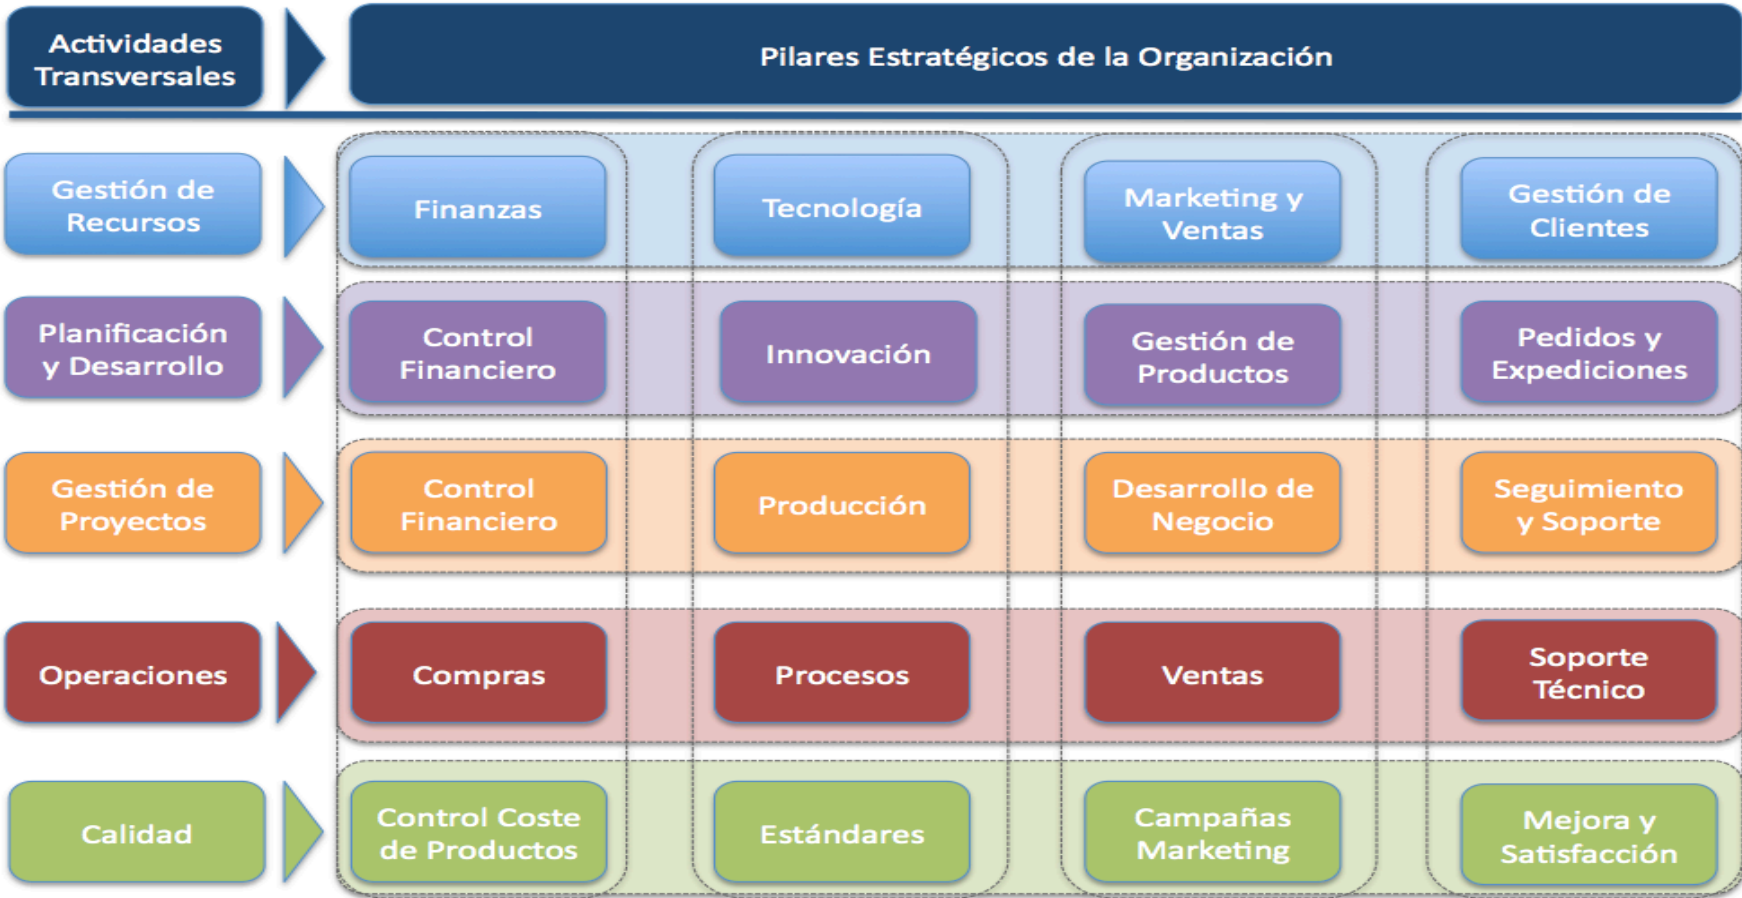 Actividades
Transversales
Pilares Estratégicos de la Organización
Gestión de
Recursos
Finanzas
Tecnología
Marketing y
Ventas
Gestión de
Clientes
Planificación
y Desarrollo
Control
Financiero
Innovación
Gestión de
Productos
Pedidos y
Expediciones
Gestión de
Proyectos
Control
Financiero
Producción
Desarrollo de
Negocio
Seguimiento
y Soporte
Operaciones
Compras
Procesos
Ventas
Soporte
Técnico
Calidad
Control Coste
de Productos
Estándares
Campañas
Marketing
Mejora y
Satisfacción